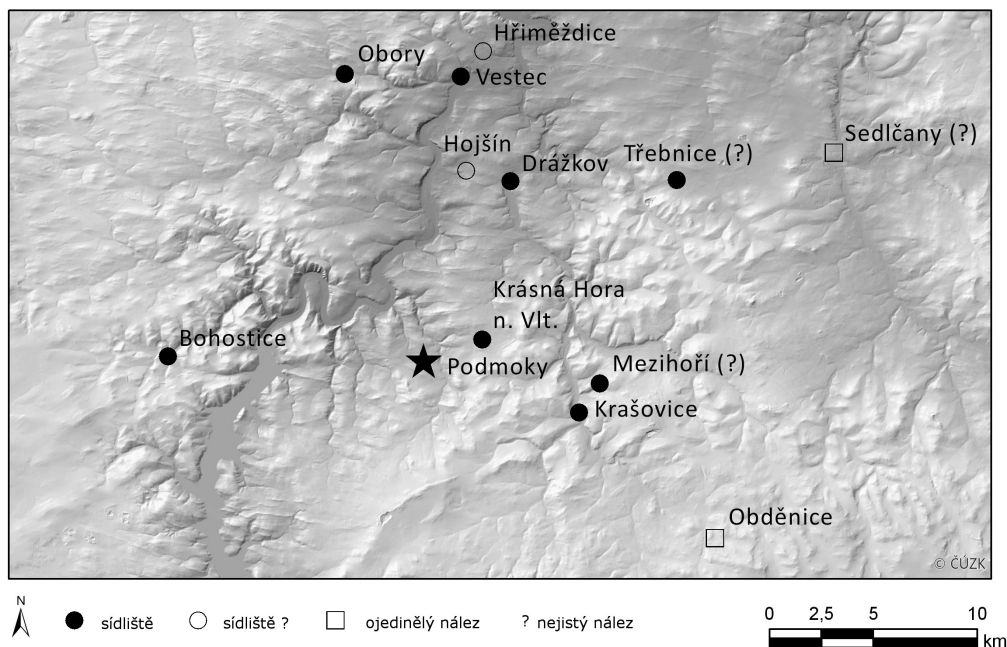 Hřiměždice
Obory
Vestec
Sedlčany (?)
Hojšín
Třebnice (?)
Drážkov
Krásná Hora
n. Vlt.
Bohostice
Podmoky
Mezihoří (?)
Krašovice
Obděnice
© ČÚZK
N
sídliště
sídliště ?
ojedinělý nález
? nejistý nález
0 2,5 5 10
km